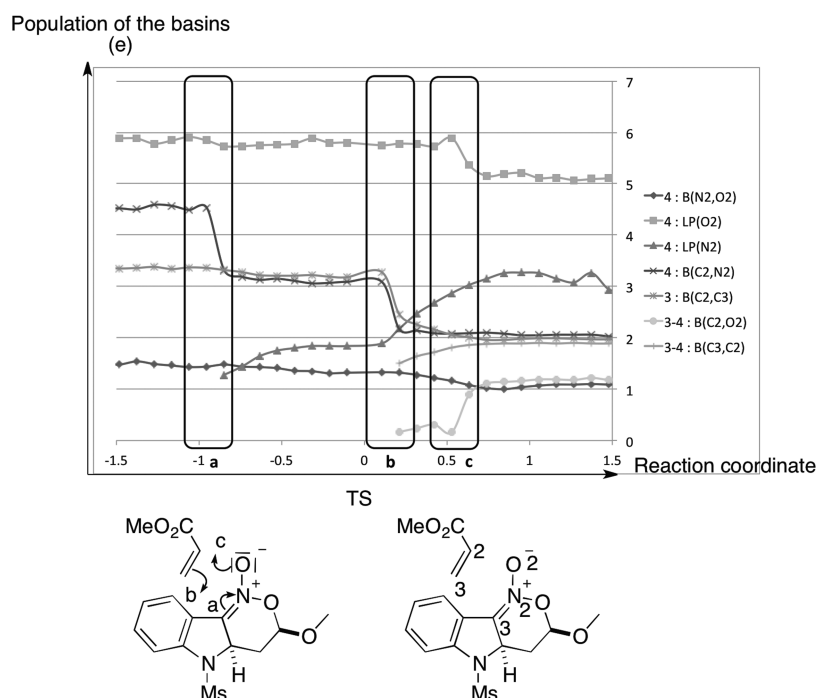 Population of the basins
(e)
7
6
5
4
3
2
1
0
4 : B(N2,O2)
4 : LP(O2)
4 : LP(N2)
4 : B(C2,N2)
3 : B(C2,C3)
3-4 : B(C2,O2)
3-4 : B(C3,C2)
-1.5 -1 a -0.5 0 b 0.5 c 1 1.5
Reaction coordinate
TS
MeO2C MeO2C
c O − 2 O 2 −
b 3
a N + O N + 2 O
3
O O
N H N H
Ms Ms